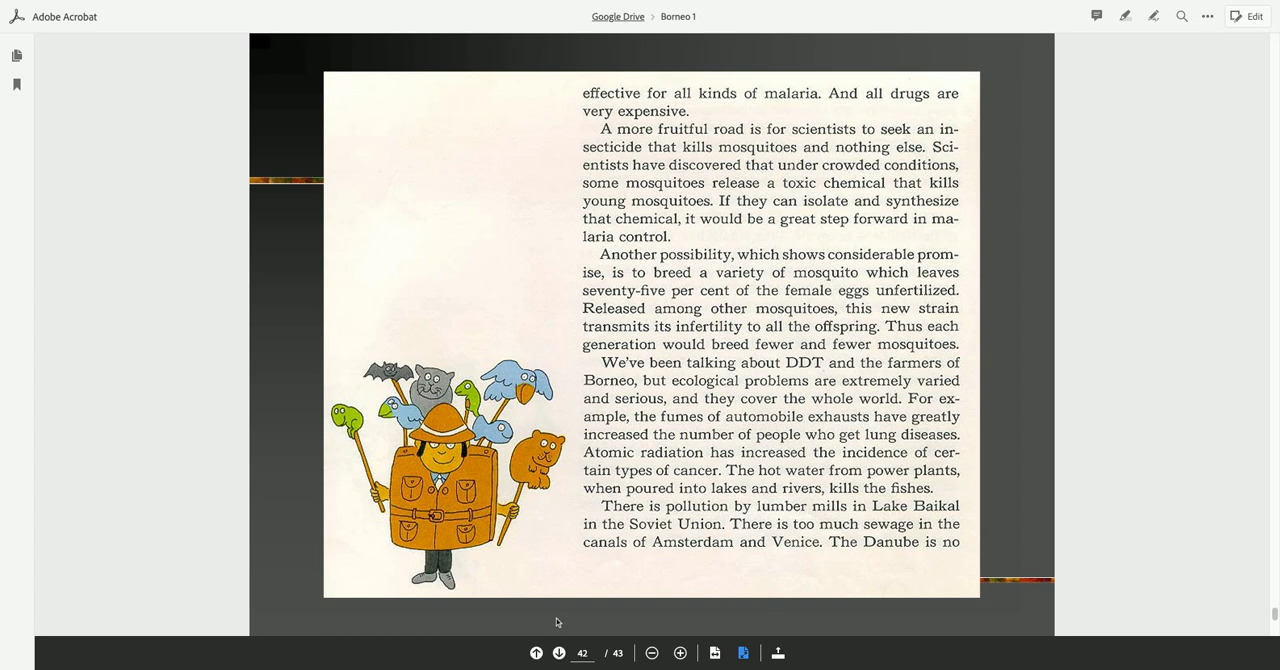 Adobe Acrobat
Google Drive > Borneo 1
Edit
effective for all kinds of malaria. And all drugs are
very expensive.
A more fruitful road is for scientists to seek an in-
secticide that kills mosquitoes and nothing else. Sci-
entists have discovered that under crowded conditions,
some mosquitoes release a toxic chemical that kills
young mosquitoes. If they can isolate and synthesize
that chemical, it would be a great step forward in ma-
laria control.
Another possibility, which shows considerable prom-
ise, is to breed a variety of mosquito which leaves
seventy-five per cent of the female eggs unfertilized.
Released among other mosquitoes, this new strain
transmits its infertility to all the offspring. Thus each
generation would breed fewer and fewer mosquitoes.
We've been talking about DDT and the farmers of
Borneo, but ecological problems are extremely varied
and serious, and they cover the whole world. For ex-
ample, the fumes of automobile exhausts have greatly
increased the number of people who get lung diseases.
Atomic radiation has increased the incidence of cer-
tain types of cancer. The hot water from power plants,
when poured into lakes and rivers, kills the fishes.
There is pollution by lumber mills in Lake Baikal
in the Soviet Union. There is too much sewage in the
canals of Amsterdam and Venice. The Danube is no
42 / 43